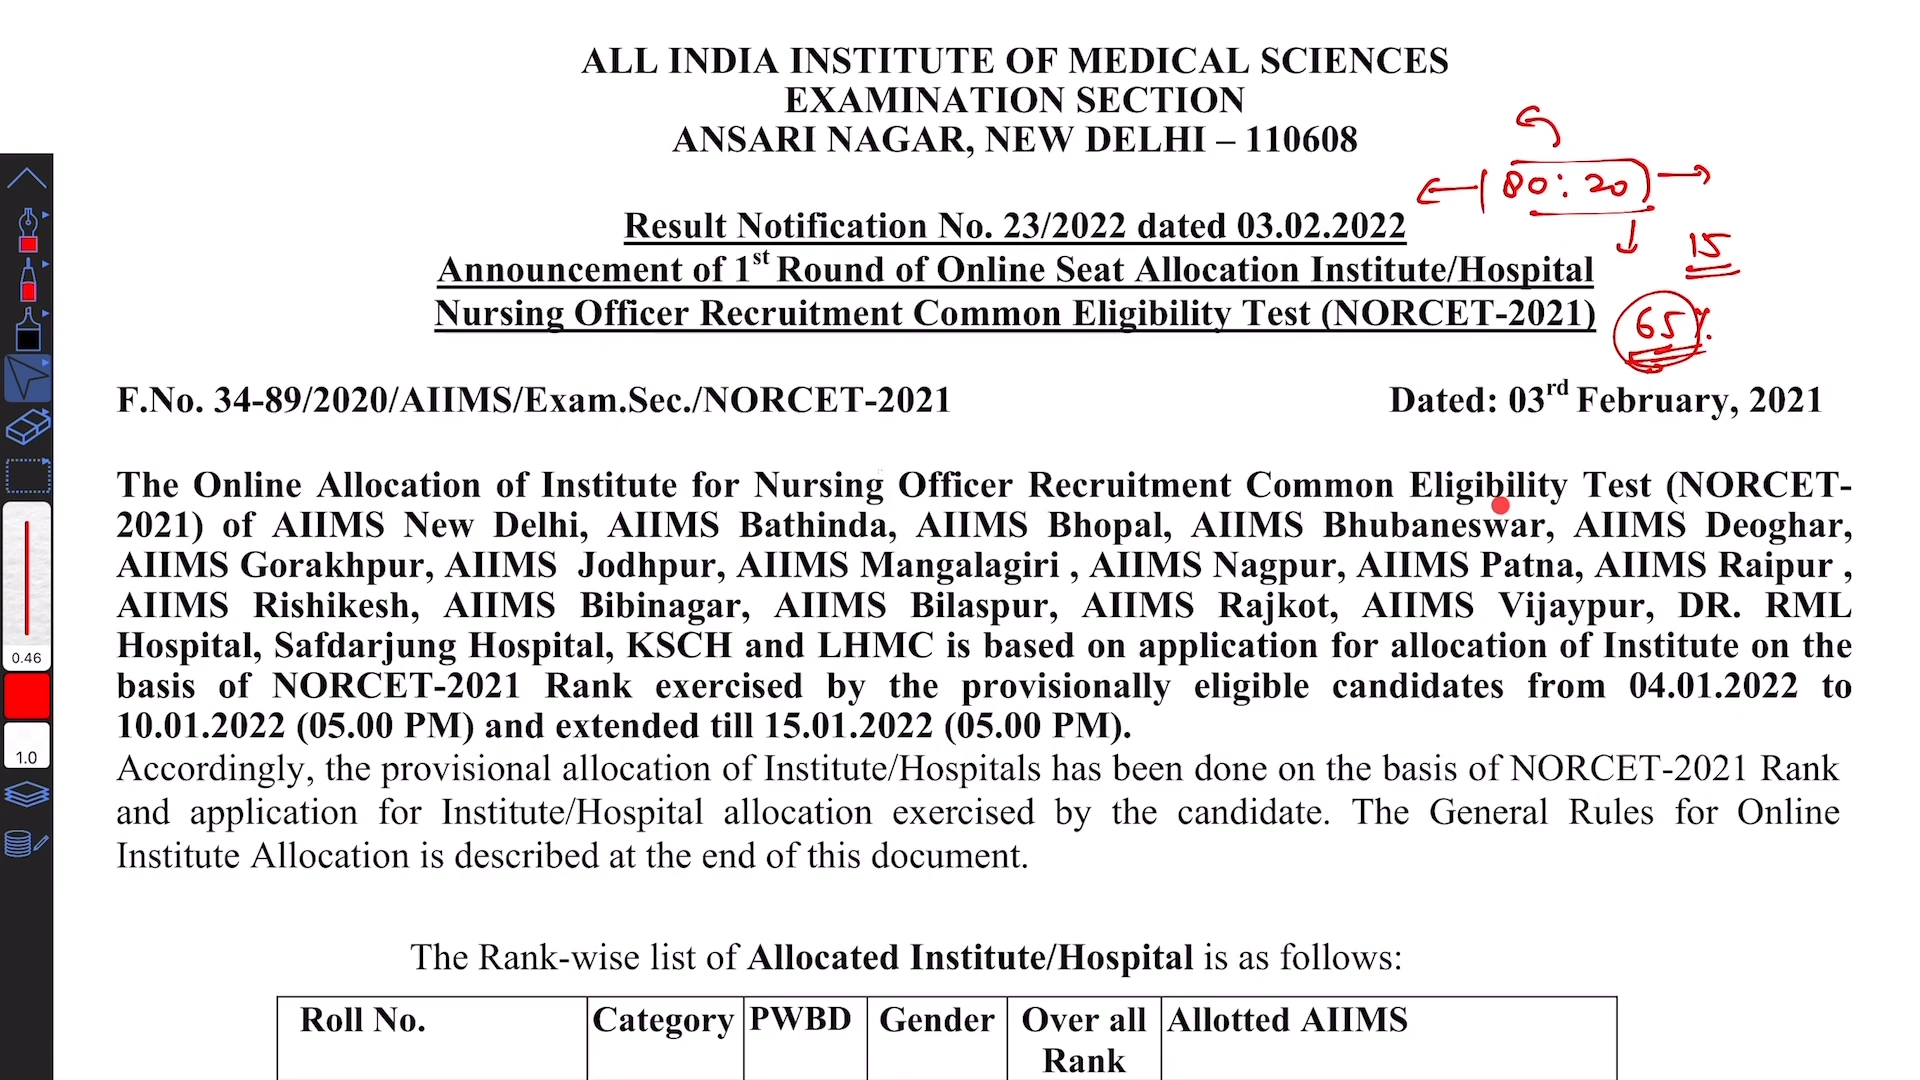 ALL INDIA INSTITUTE OF MEDICAL SCIENCES
EXAMINATION SECTION
ANSARI NAGAR, NEW DELHI – 110608
80:20
Result Notification No. 23/2022 dated 03.02.2022
15
Announcement of 1st Round of Online Seat Allocation Institute/Hospital
Nursing Officer Recruitment Common Eligibility Test (NORCET-2021)
65%
F.No. 34-89/2020/AIIMS/Exam.Sec./NORCET-2021 Dated: 03rd February, 2021
The Online Allocation of Institute for Nursing Officer Recruitment Common Eligibility Test (NORCET-
2021) of AIIMS New Delhi, AIIMS Bathinda, AIIMS Bhopal, AIIMS Bhubaneswar, AIIMS Deoghar,
AIIMS Gorakhpur, AIIMS Jodhpur, AIIMS Mangalagiri , AIIMS Nagpur, AIIMS Patna, AIIMS Raipur ,
AIIMS Rishikesh, AIIMS Bibinagar, AIIMS Bilaspur, AIIMS Rajkot, AIIMS Vijaypur, DR. RML
Hospital, Safdarjung Hospital, KSCH and LHMC is based on application for allocation of Institute on the
basis of NORCET-2021 Rank exercised by the provisionally eligible candidates from 04.01.2022 to
10.01.2022 (05.00 PM) and extended till 15.01.2022 (05.00 PM).
Accordingly, the provisional allocation of Institute/Hospitals has been done on the basis of NORCET-2021 Rank
and application for Institute/Hospital allocation exercised by the candidate. The General Rules for Online
Institute Allocation is described at the end of this document.
The Rank-wise list of Allocated Institute/Hospital is as follows:
Roll No. Category PWBD Gender Over all Allotted AIIMS
Rank
0.46
1.0